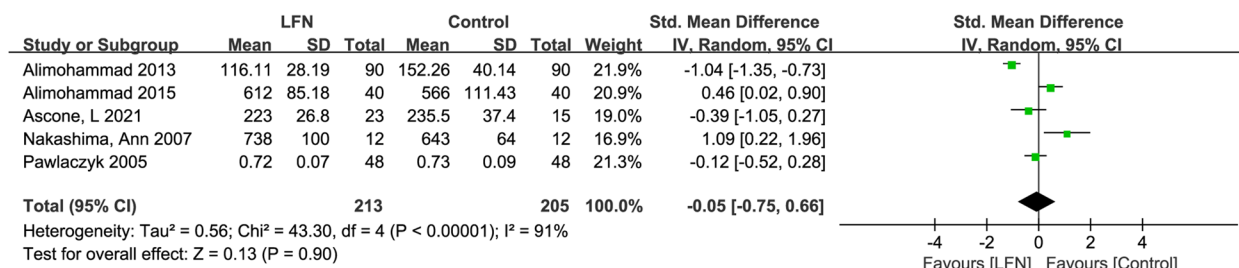 LFN Control Std. Mean Difference Std. Mean Difference
Study or Subgroup Mean SD Total Mean SD Total Weight IV, Random, 95% CI IV, Random, 95% CI
Alimohammad 2013 116.11 28.19 90 152.26 40.14 90 21.9% -1.04 [-1.35, -0.73]
Alimohammad 2015 612 85.18 40 566 111.43 40 20.9% 0.46 [0.02, 0.90]
Ascone, L 2021 223 26.8 23 235.5 37.4 15 19.0% -0.39 [-1.05, 0.27]
Nakashima, Ann 2007 738 100 12 643 64 12 16.9% 1.09 [0.22, 1.96]
Pawlaczyk 2005 0.72 0.07 48 0.73 0.09 48 21.3% -0.12 [-0.52, 0.28]
Total (95% CI) 213 205 100.0% -0.05 [-0.75, 0.66]
Heterogeneity: Tau² = 0.56; Chi² = 43.30, df = 4 (P < 0.00001); I² = 91%
Test for overall effect: Z = 0.13 (P = 0.90)
-4 -2 0 2 4
Favours [LFN] Favours [Control]